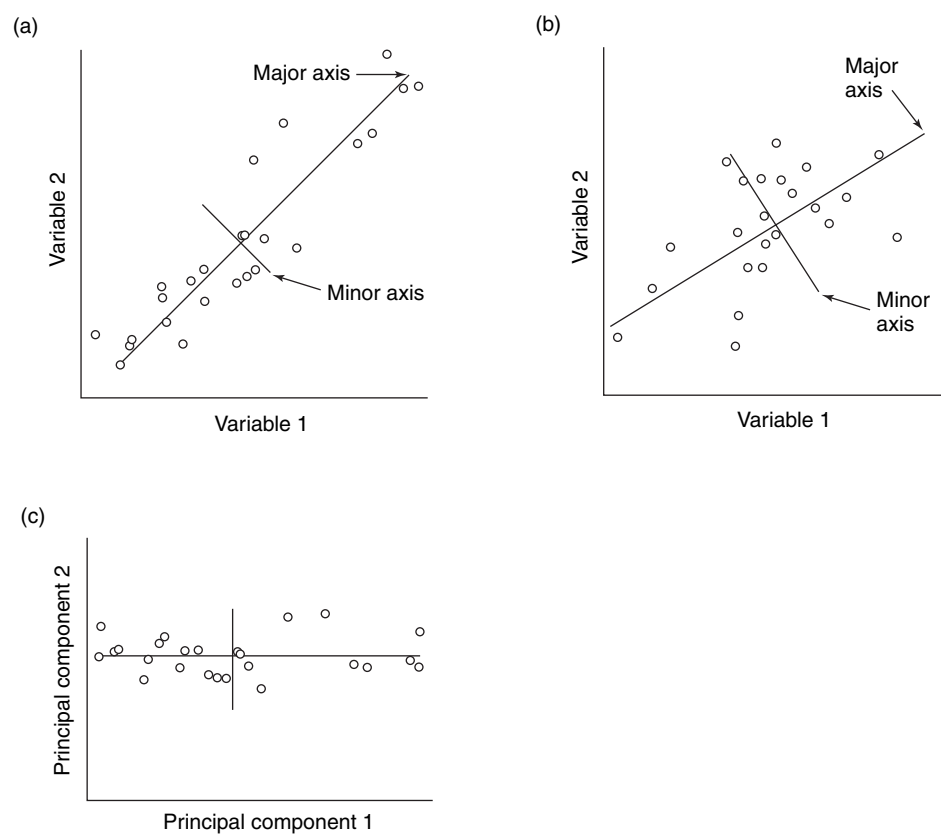 (a)
Major axis
Variable 2
Minor axis
Variable 1
(b)
Major
axis
Variable 2
Minor
axis
Variable 1
(c)
Principal component 2
Principal component 1